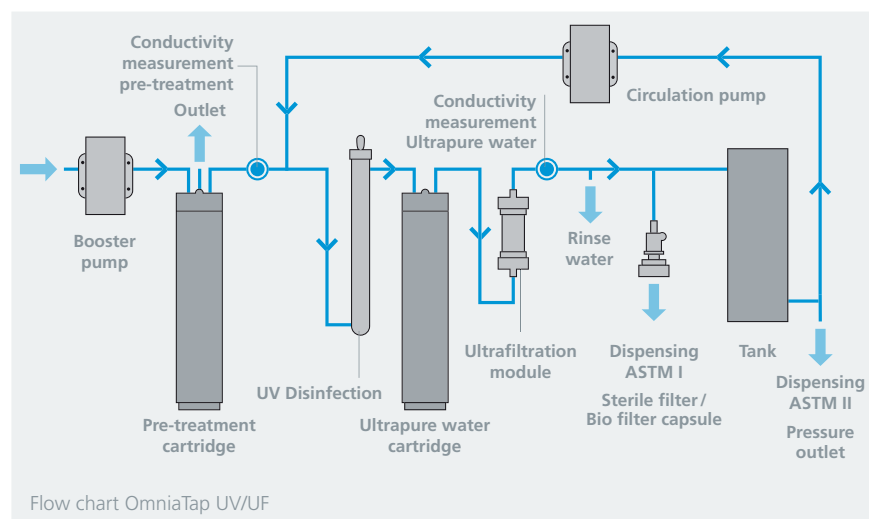 Conductivity
measurement
pre-treatment
Outlet
Circulation pump
Conductivity
measurement
Ultrapure water
Booster
pump
Rinse
water
UV Disinfection
Ultrafiltration
module
Dispensing
ASTM I
Sterile filter /
Bio filter capsule
Tank
Dispensing
ASTM II
Pressure
outlet
Pre-treatment
cartridge
Ultrapure water
cartridge
Flow chart OmniaTap UV/UF